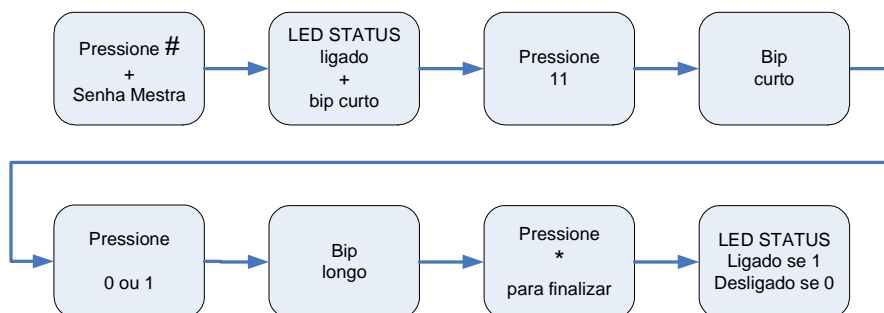 Pressione #
+
Senha Mestra
LED STATUS
ligado
+
bip curto
Pressione
11
Bip
curto
Pressione
0 ou 1
Bip
longo
Pressione
*
para finalizar
LED STATUS
Ligado se 1
Desligado se 0